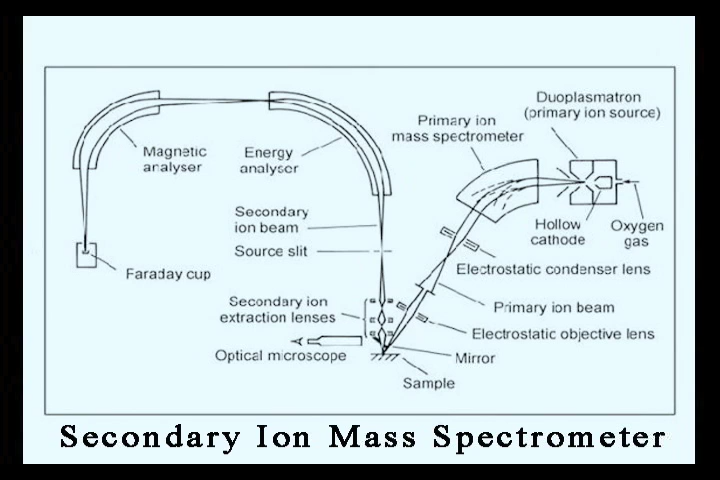 Duoplasmatron
(primary ion source)
Primary ion
mass spectrometer
Magnetic
analyser
Energy
analyser
Hollow
cathode
Oxygen
gas
Secondary
ion beam
Source slit
Faraday cup
Electrostatic condenser lens
Secondary ion
extraction lenses
Primary ion beam
Electrostatic objective lens
Optical microscope
Mirror
Sample
Secondary Ion Mass Spectrometer